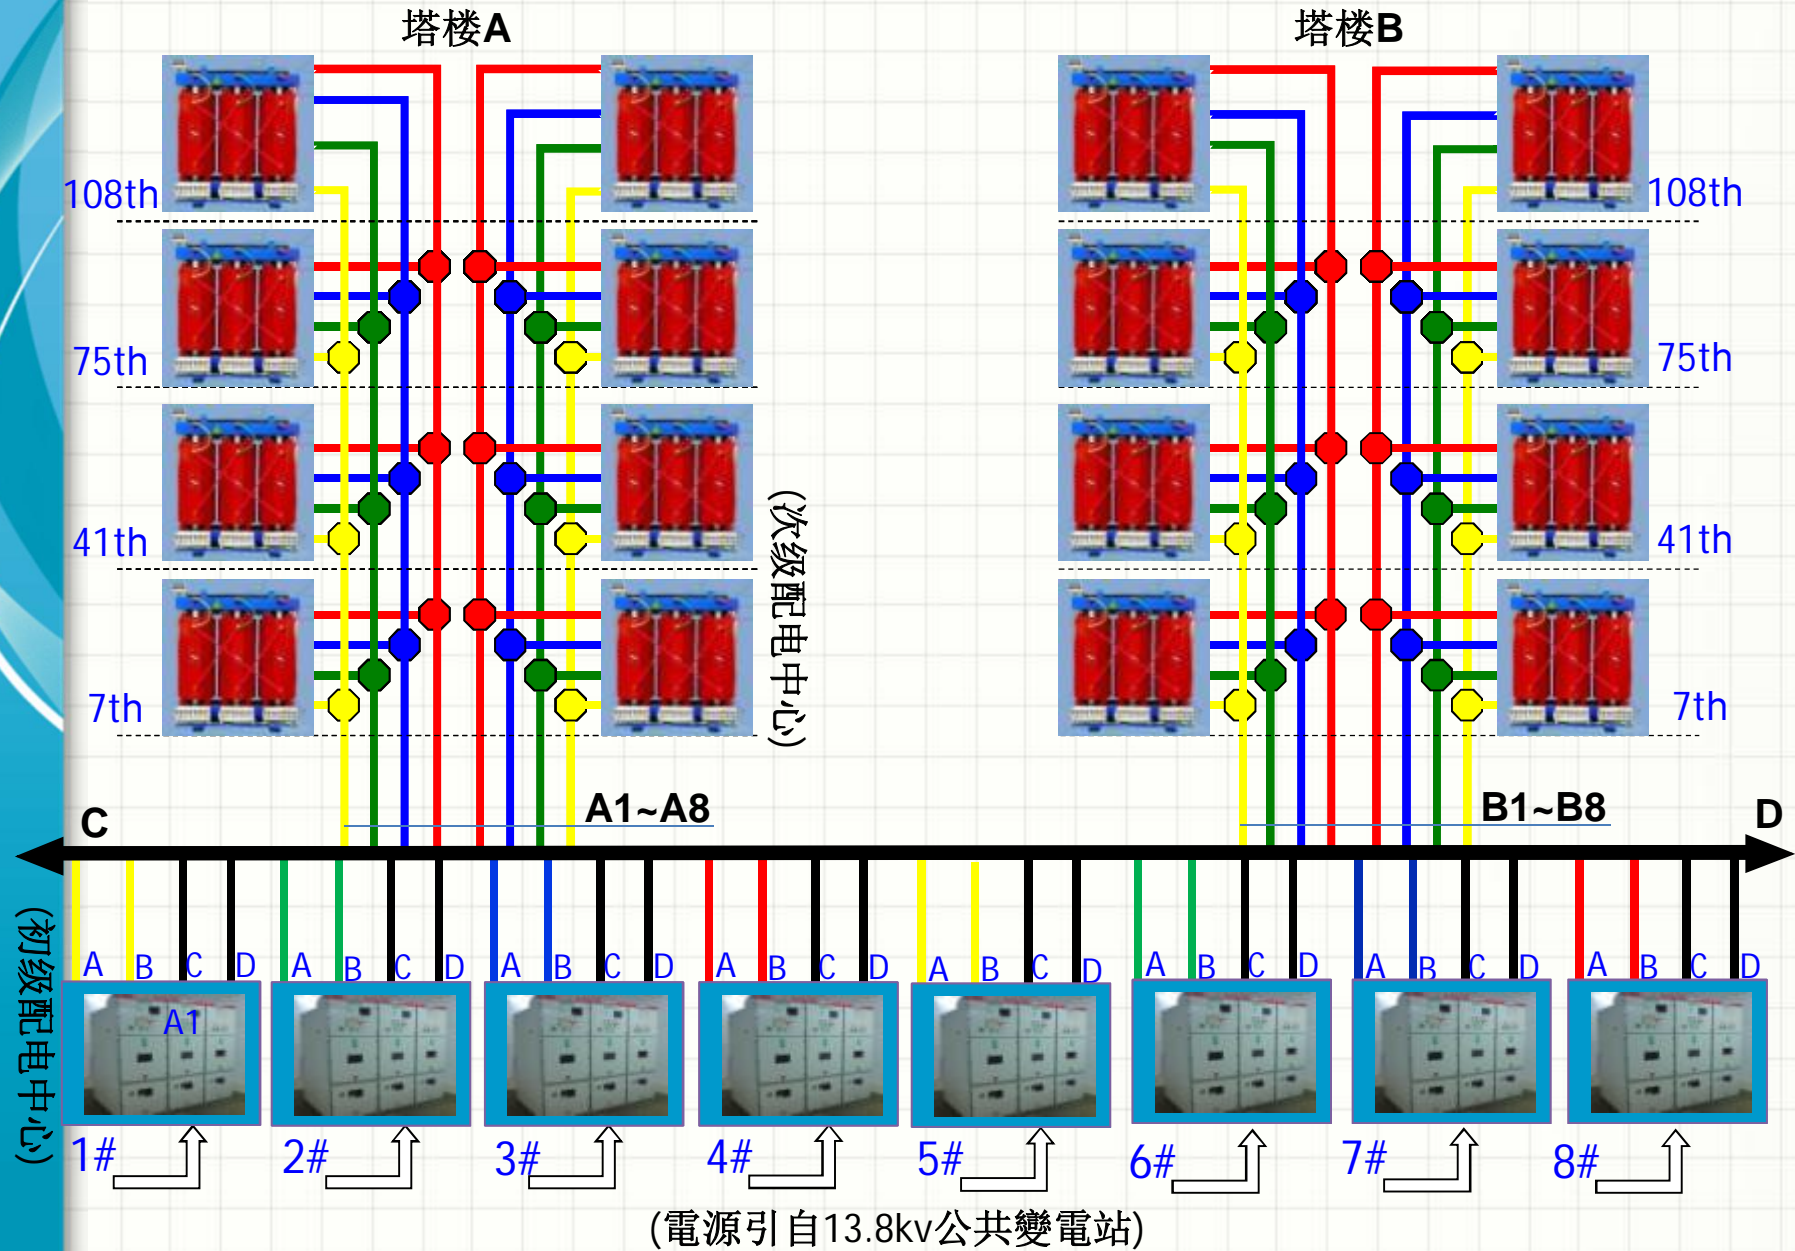 塔楼A
塔楼B
108th
108th
75th
75th
41th
41th
7th
7th
(次级配电中心)
A1~A8
B1~B8
C
D
(初级配电中心)
A B C D A B C D A B C D A B C D A B C D A B C D A B C D A B C D
A1
1# 2# 3# 4# 5# 6# 7# 8#
(電源引自13.8kv公共變電站)